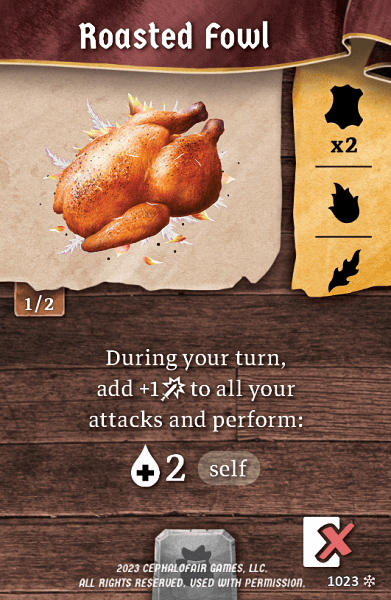 Roasted Fowl
x2
1/2
During your turn,
add +1 to all your
attacks and perform:
2 self
2023 CEPHALOFAIR GAMES, LLC.
ALL RIGHTS RESERVED. USED WITH PERMISSION.
1023